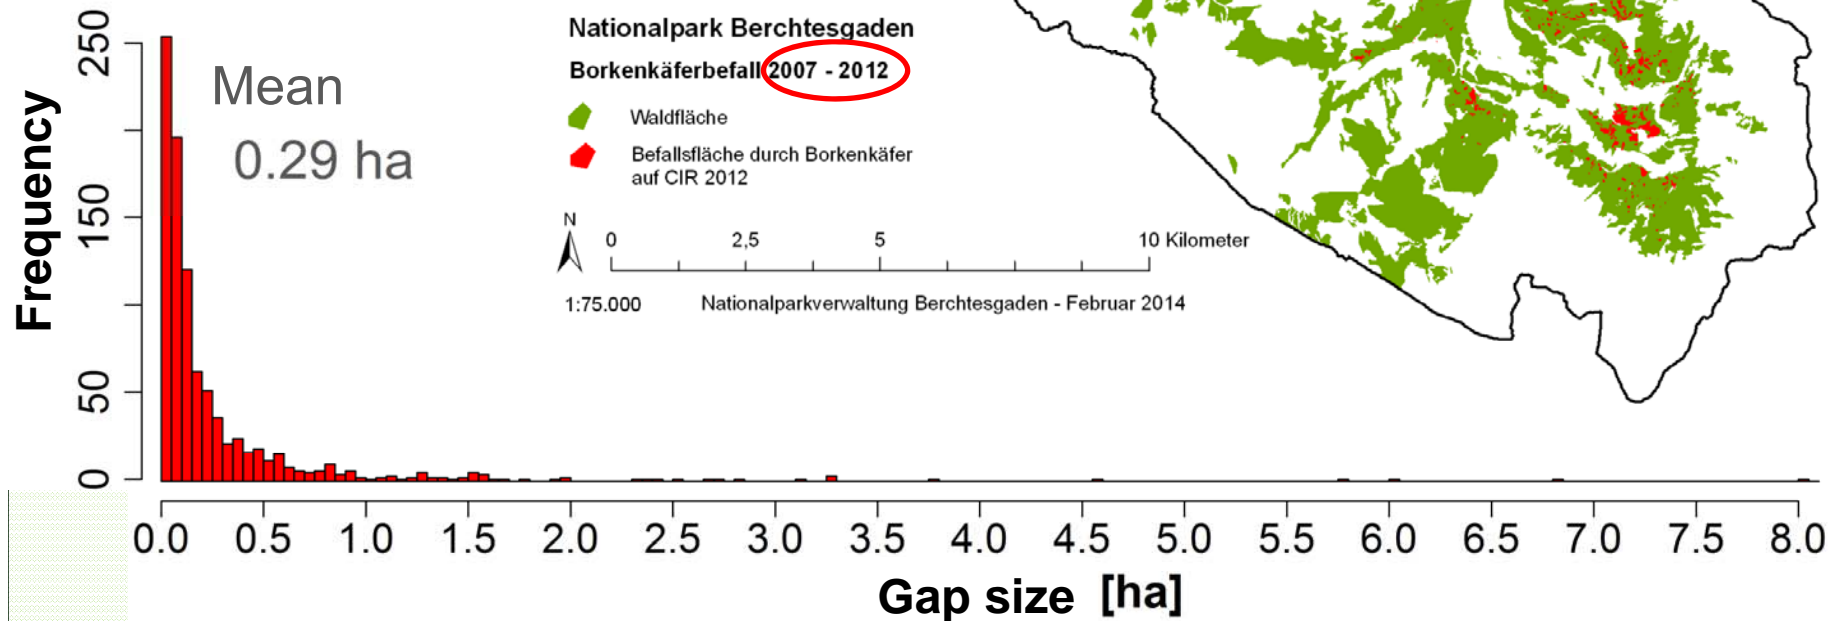 Nationalpark Berchtesgaden
Borkenkäferbefall 2007 - 2012
Waldfläche
Befallsfläche durch Borkenkäfer
auf CIR 2012
N
0 2,5 5 10 Kilometer
1:75.000 Nationalparkverwaltung Berchtesgaden - Februar 2014
Mean
0.29 ha
Frequency
250
150
50
0
0.0 0.5 1.0 1.5 2.0 2.5 3.0 3.5 4.0 4.5 5.0 5.5 6.0 6.5 7.0 7.5 8.0
Gap size [ha]